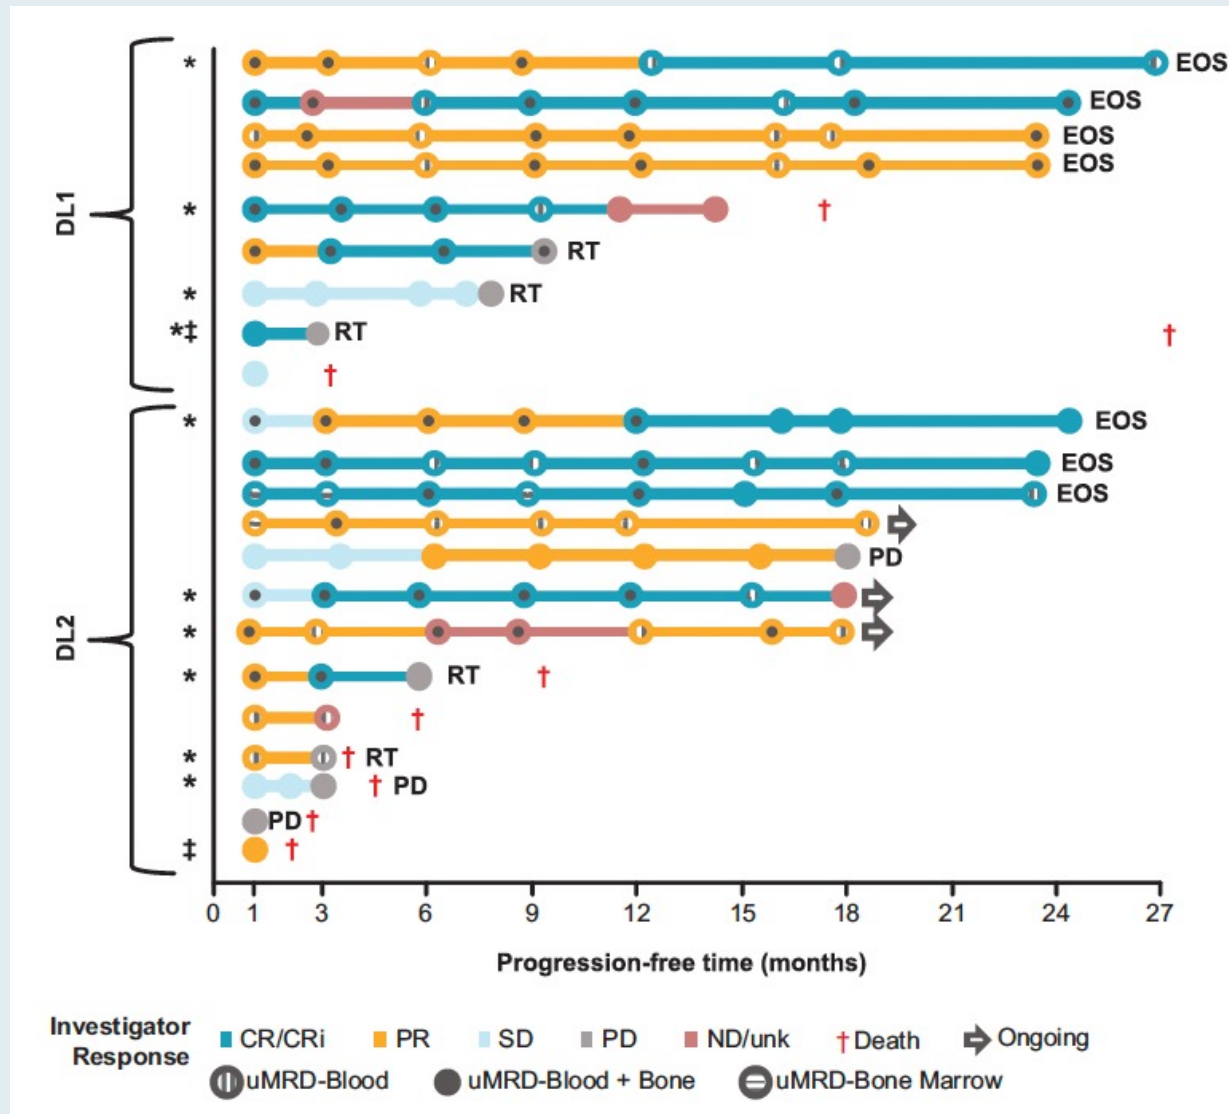 * EOS
EOS
EOS
EOS
* †
RT
* RT
*‡ RT †
†
DL1
* EOS
EOS
EOS
PD
*
*
* RT †
†
* † RT
* † PD
PD †
‡ †
DL2
0 1 3 6 9 12 15 18 21 24 27
Progression-free time (months)
Investigator Response
CR/CRi PR SD PD ND/unk † Death Ongoing
uMRD-Blood uMRD-Blood + Bone uMRD-Bone Marrow